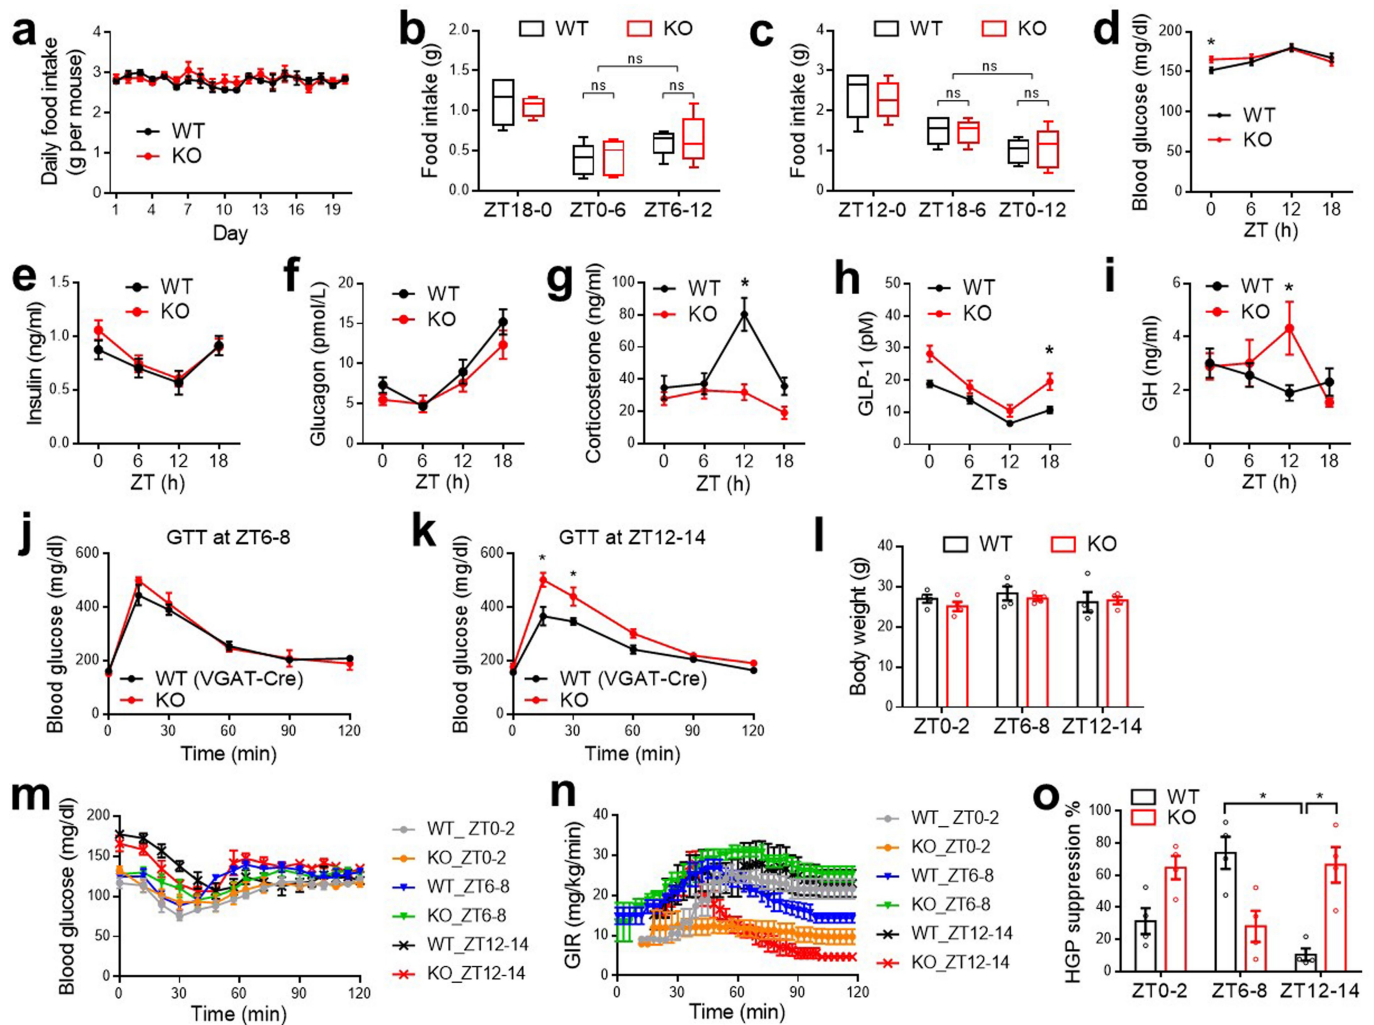 a
Daily food intake
(g per mouse)
4
3
2
1
0
WT
KO
1 4 7 10 13 16 19
Day
b
Food intake (g)
2.0
1.5
1.0
0.5
0.0
WT KO
ns
ns ns
ZT18-0 ZT0-6 ZT6-12
c
Food intake (g)
4
3
2
1
0
WT KO
ns
ns ns
ZT12-0 ZT18-6 ZT0-12
d
Blood glucose (mg/dl)
200
150
100
50
0
*
WT
KO
0 6 12 18
ZT (h)
e
Insulin (ng/ml)
1.5
1.0
0.5
0.0
WT
KO
0 6 12 18
ZT (h)
f
Glucagon (pmol/L)
20
15
10
5
0
WT
KO
0 6 12 18
ZT (h)
g
Corticosterone (ng/ml)
100
80
60
40
20
0
WT
KO
*
0 6 12 18
ZT (h)
h
GLP-1 (pM)
50
40
30
20
10
0
WT
KO
*
0 6 12 18
ZTs
i
GH (ng/ml)
6
4
2
0
WT
KO
*
0 6 12 18
ZT (h)
j
GTT at ZT6-8
Blood glucose (mg/dl)
600
400
200
0
WT (VGAT-Cre)
KO
0 30 60 90 120
Time (min)
k
GTT at ZT12-14
Blood glucose (mg/dl)
600
400
200
0
* *
WT (VGAT-Cre)
KO
0 30 60 90 120
Time (min)
l
Body weight (g)
40
30
20
10
0
WT KO
ZT0-2 ZT6-8 ZT12-14
m
Blood glucose (mg/dl)
200
150
100
50
0
0 30 60 90 120
Time (min)
WT_ ZT0-2
KO_ZT0-2
WT_ZT6-8
KO_ZT6-8
WT_ZT12-14
KO_ZT12-14
n
GIR (mg/kg/min)
40
30
20
10
0
0 30 60 90 120
Time (min)
WT_ ZT0-2
KO_ZT0-2
WT_ZT6-8
KO_ZT6-8
WT_ZT12-14
KO_ZT12-14
o
HGP suppression %
100
80
60
40
20
0
WT
KO
* *
ZT0-2 ZT6-8 ZT12-14